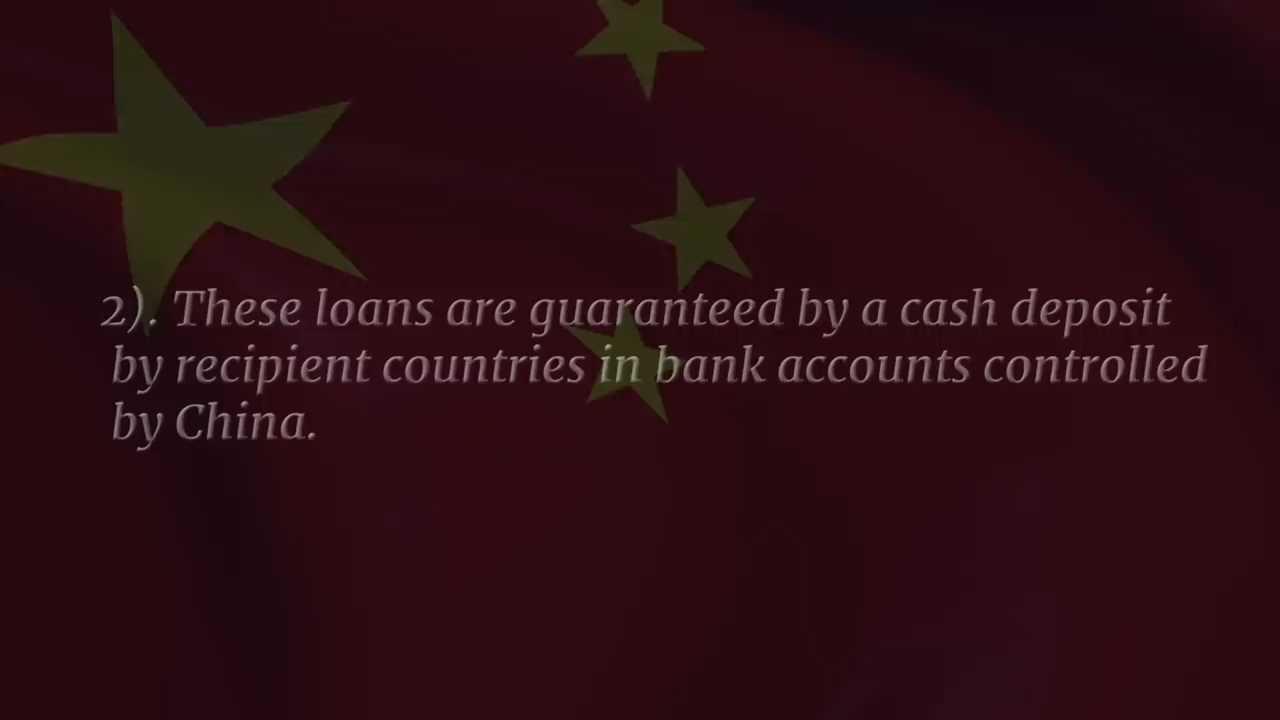 2). These loans are guaranteed by a cash deposit
by recipient countries in bank accounts controlled
by China.